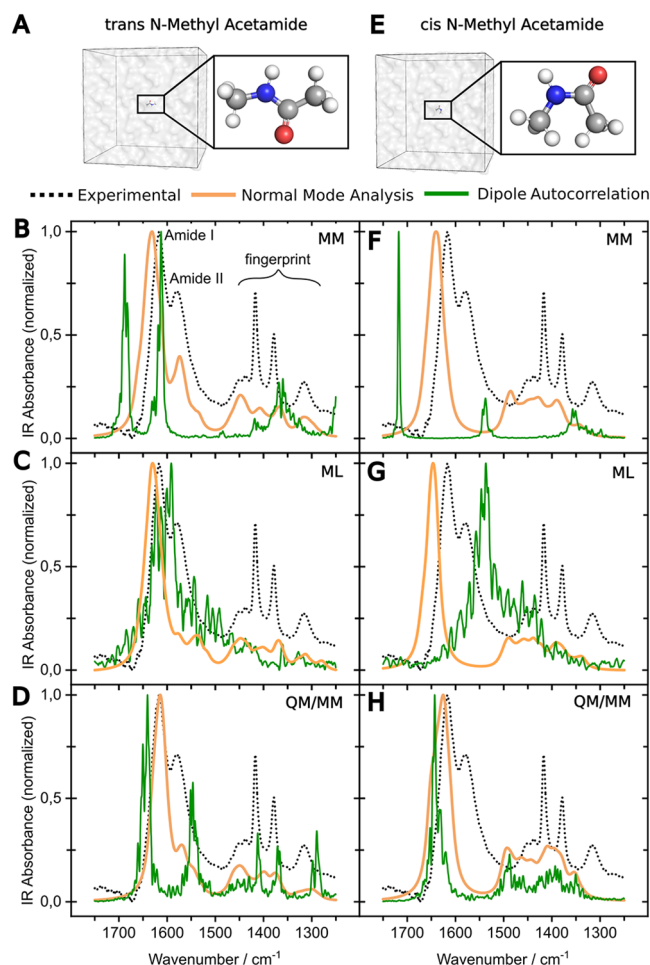 A trans N-Methyl Acetamide
E cis N-Methyl Acetamide
Experimental Normal Mode Analysis Dipole Autocorrelation
B
Amide I
Amide II
fingerprint
MM
IR Absorbance (normalized)
1,0
0,5
0,0
F
MM
C
ML
IR Absorbance (normalized)
1,0
0,5
0,0
G
ML
D
QM/MM
IR Absorbance (normalized)
1,0
0,5
0,0
H
QM/MM
1700 1600 1500 1400 1300
1700 1600 1500 1400 1300
Wavenumber / cm⁻¹
Wavenumber / cm⁻¹